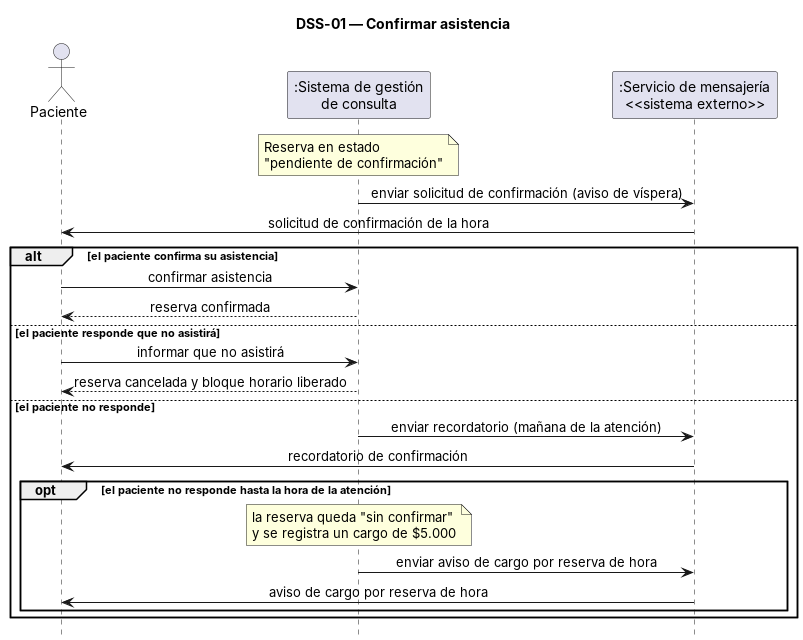 DSS-01 — Confirmar asistencia
Paciente
:Sistema de gestión
de consulta
:Servicio de mensajería
<<sistema externo>>
Reserva en estado
"pendiente de confirmación"
enviar solicitud de confirmación (aviso de víspera)
solicitud de confirmación de la hora
alt
[el paciente confirma su asistencia]
confirmar asistencia
reserva confirmada
[el paciente responde que no asistirá]
informar que no asistirá
reserva cancelada y bloque horario liberado
[el paciente no responde]
enviar recordatorio (mañana de la atención)
recordatorio de confirmación
opt
[el paciente no responde hasta la hora de la atención]
la reserva queda "sin confirmar"
y se registra un cargo de $5.000
enviar aviso de cargo por reserva de hora
aviso de cargo por reserva de hora